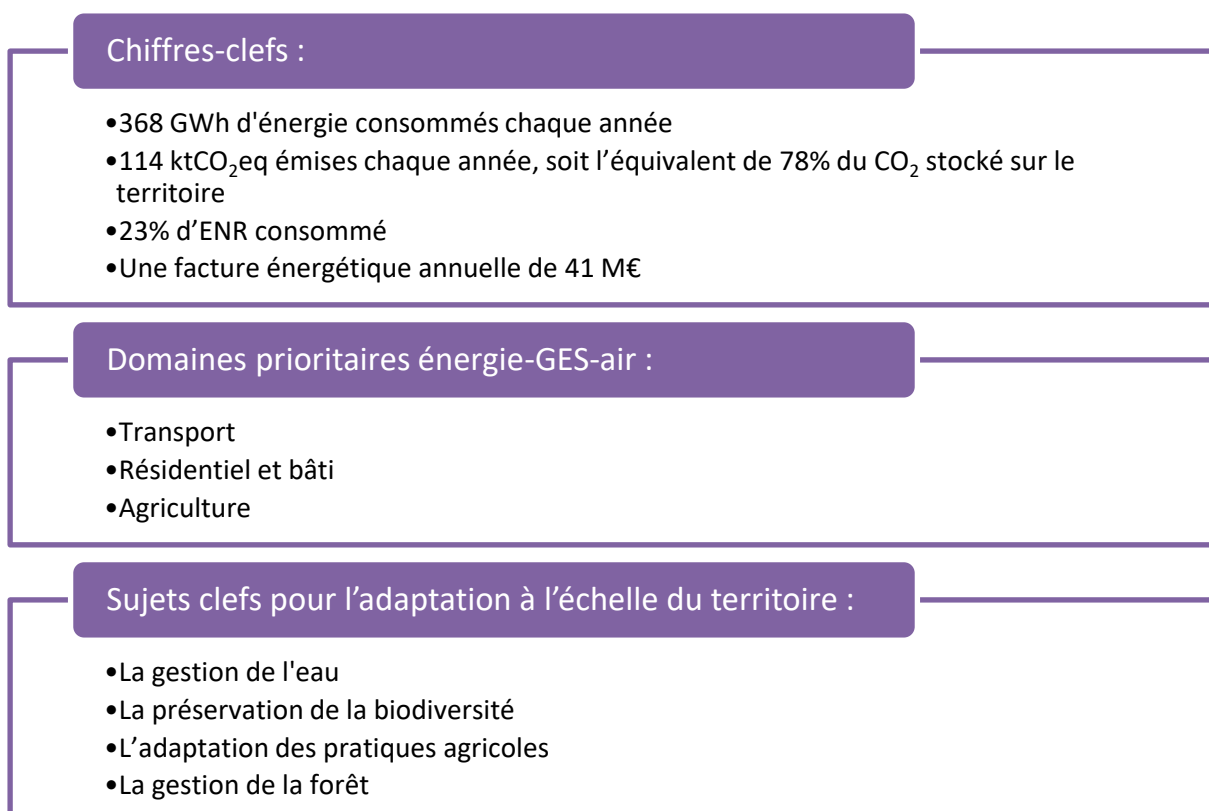 Chiffres-clefs :
•368 GWh d'énergie consommés chaque année
•114 ktCO₂eq émises chaque année, soit l’équivalent de 78% du CO₂ stocké sur le
territoire
•23% d’ENR consommé
•Une facture énergétique annuelle de 41 M€
Domaines prioritaires énergie-GES-air :
•Transport
•Résidentiel et bâti
•Agriculture
Sujets clefs pour l’adaptation à l’échelle du territoire :
•La gestion de l'eau
•La préservation de la biodiversité
•L’adaptation des pratiques agricoles
•La gestion de la forêt